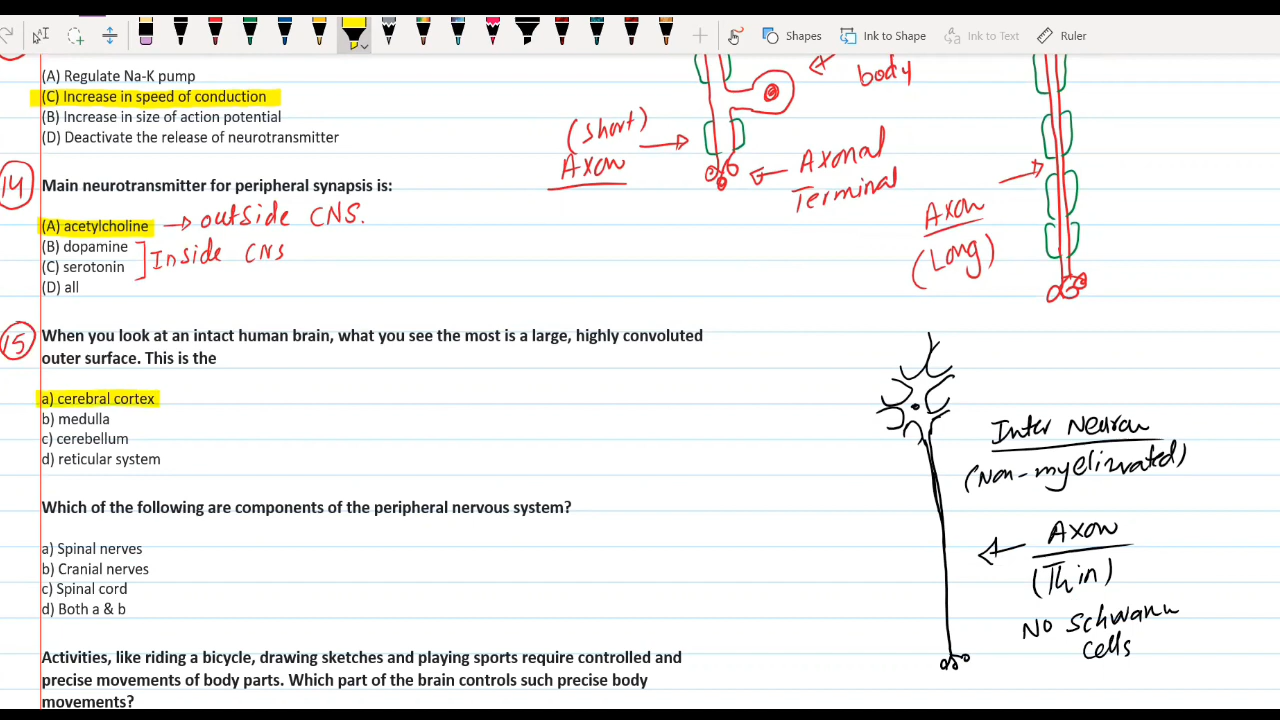 Shapes
Ink to Shape
Ink to Text
Ruler
(A) Regulate Na-K pump
(C) Increase in speed of conduction
(B) Increase in size of action potential
(D) Deactivate the release of neurotransmitter
body
(short)
Axon
Axonal
Terminal
Axon
(Long)
14
Main neurotransmitter for peripheral synapsis is:
(A) acetylcholine → outside CNS.
(B) dopamine
(C) serotonin
Inside CNS
(D) all
15
When you look at an intact human brain, what you see the most is a large, highly convoluted
outer surface. This is the
a) cerebral cortex
b) medulla
c) cerebellum
d) reticular system
Inter Neuron
(Non-myelinated)
Axon
(Thin)
No Schwann
cells
Which of the following are components of the peripheral nervous system?
a) Spinal nerves
b) Cranial nerves
c) Spinal cord
d) Both a & b
Activities, like riding a bicycle, drawing sketches and playing sports require controlled and
precise movements of body parts. Which part of the brain controls such precise body
movements?